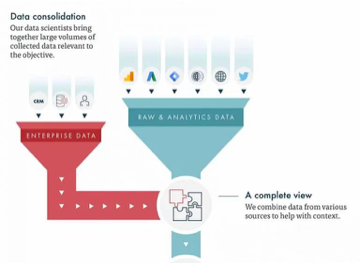 Data consolidation
Our data scientists bring
together large volumes of
collected data relevant to
the objective.
CRM
ENTERPRISE DATA
RAW & ANALYTICS DATA
A complete view
We combine data from various
sources to help with context.